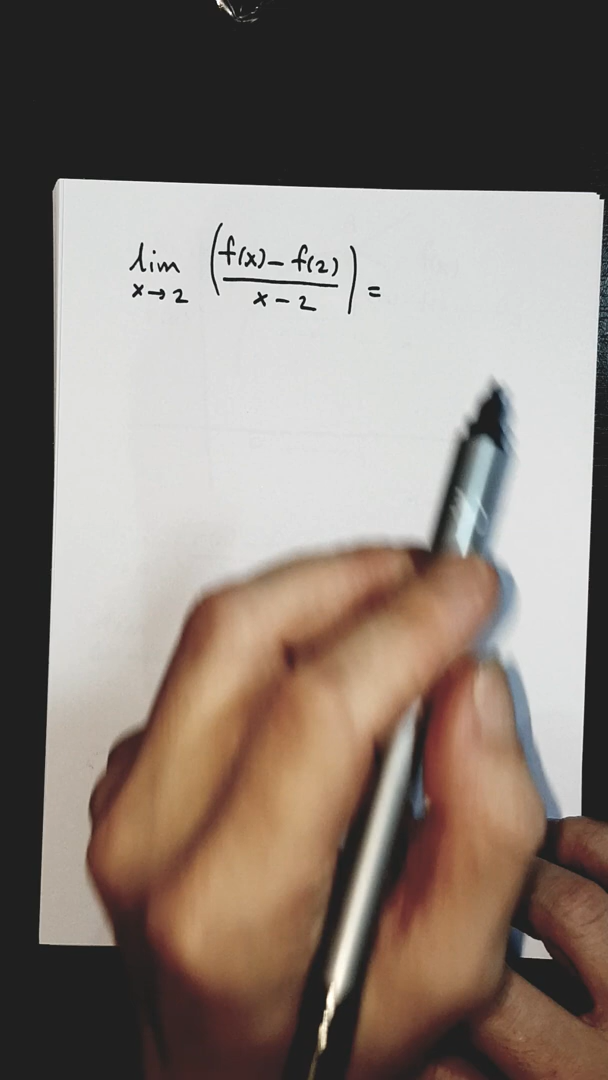 lim x→2 (f(x) – f(2) / x – 2) =